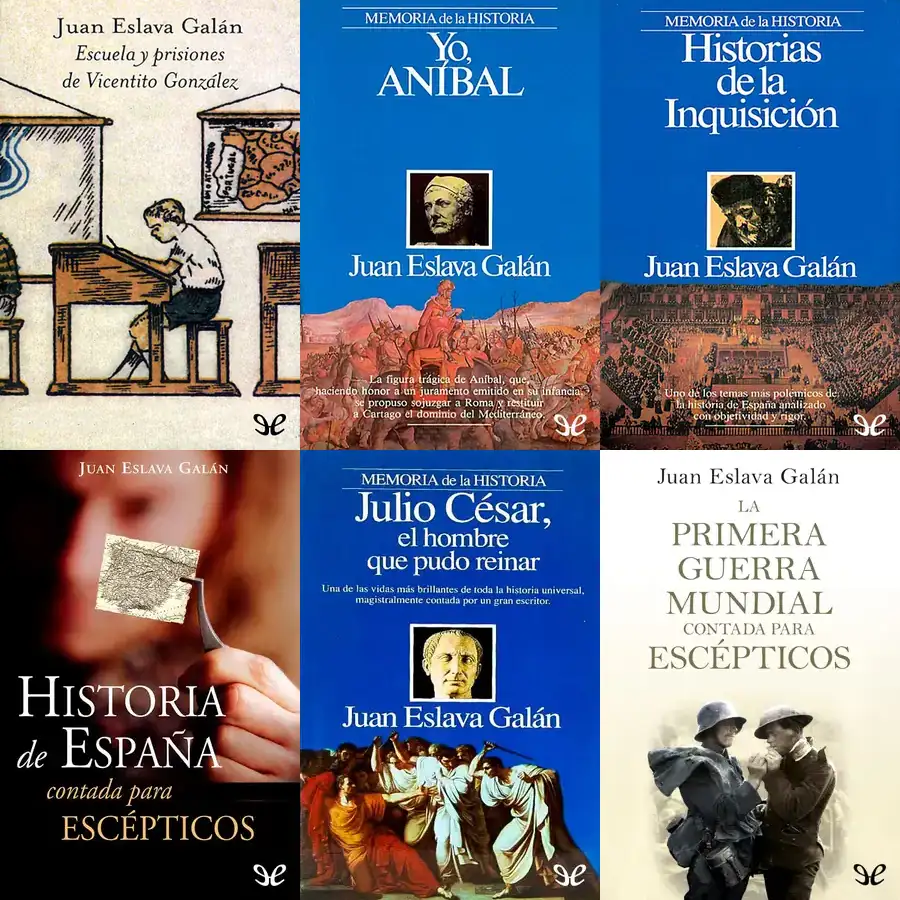 Juan Eslava Galán
Escuela y prisiones
de Vicentito González
PORTUGAL
MEMORIA de la HISTORIA
Yo,
ANÍBAL
Juan Eslava Galán
La figura trágica de Aníbal, que,
haciendo honor a un juramento emitido en su infancia,
se propuso sojuzgar a Roma y restituir
a Cartago el dominio del Mediterráneo.
MEMORIA de la HISTORIA
Historias
de la
Inquisición
Juan Eslava Galán
Uno de los temas más polémicos de
la historia de España analizado
con objetividad y rigor.
JUAN ESLAVA GALÁN
HISTORIA
de ESPAÑA
contada para
ESCÉPTICOS
MEMORIA de la HISTORIA
Julio César,
el hombre
que pudo reinar
Una de las vidas más brillantes de toda la historia universal,
magistralmente contada por un gran escritor.
Juan Eslava Galán
Juan Eslava Galán
LA
PRIMERA
GUERRA
MUNDIAL
CONTADA PARA
ESCÉPTICOS